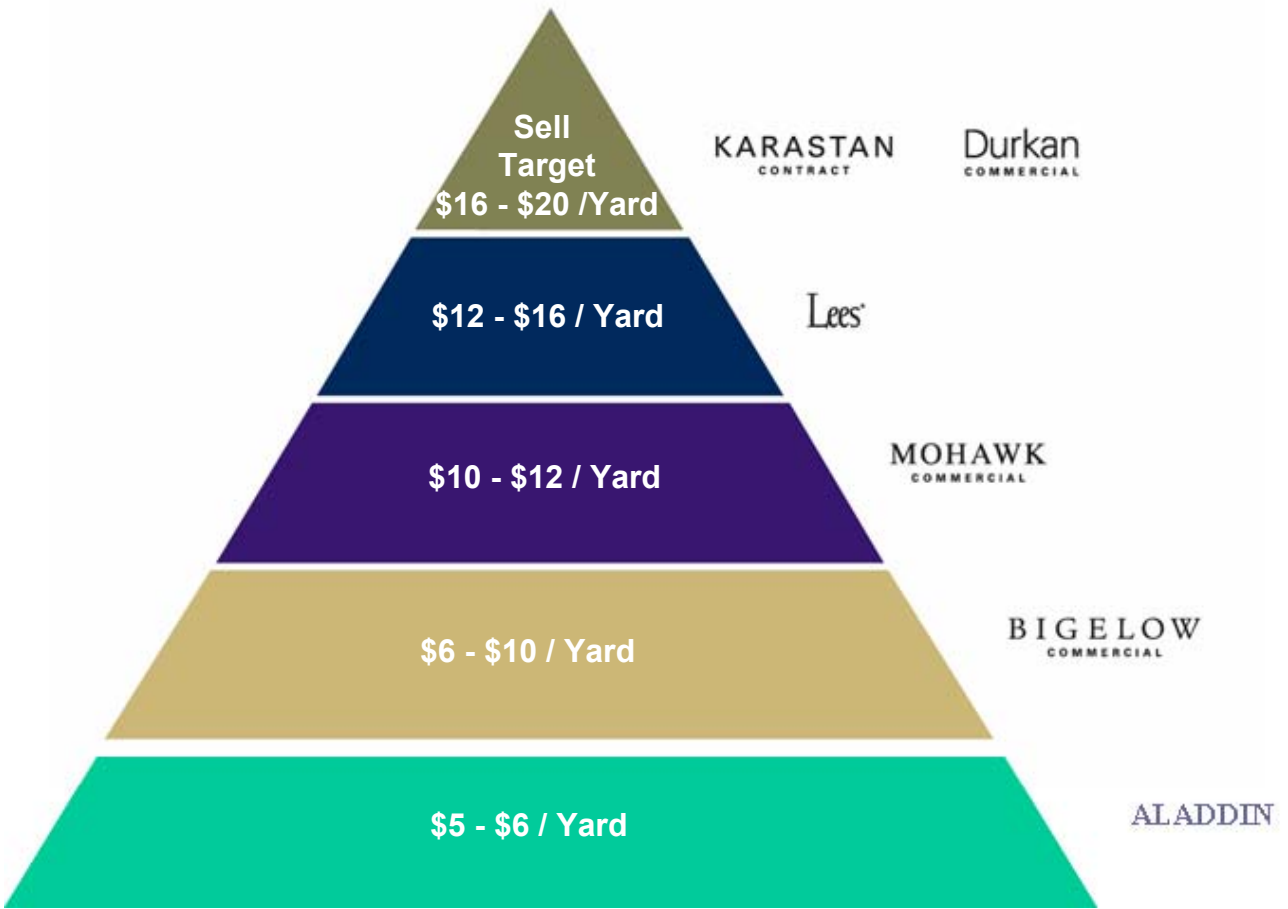 Sell
Target
$16 - $20 /Yard
KARASTAN
CONTRACT
Durkan
COMMERCIAL
$12 - $16 / Yard
Lees
$10 - $12 / Yard
MOHAWK
COMMERCIAL
$6 - $10 / Yard
BIGELOW
COMMERCIAL
$5 - $6 / Yard
ALADDIN